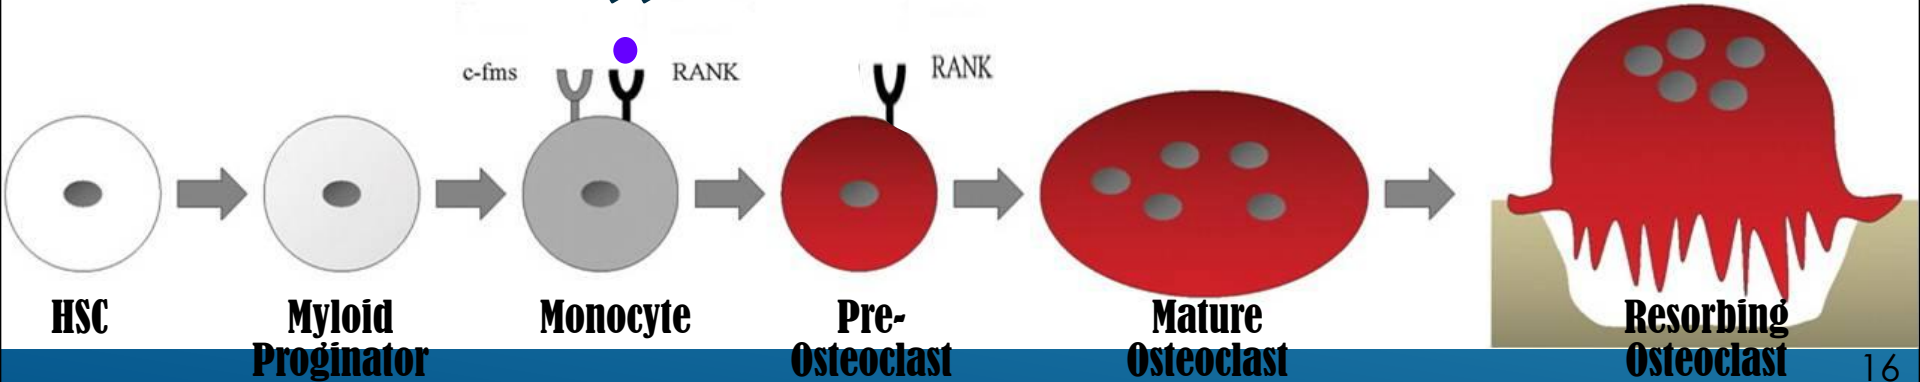 c-fms
RANK
RANK
HSC
Myloid
Proginator
Monocyte
Pre-
Osteoclast
Mature
Osteoclast
Resorbing
Osteoclast
16